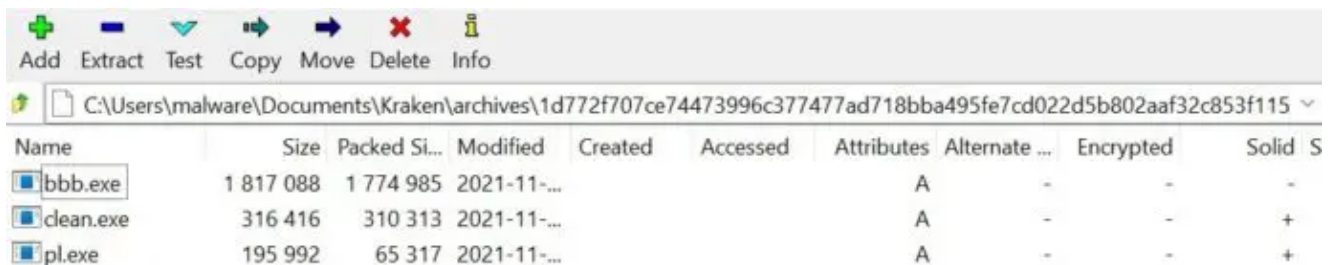 Add Extract Test Copy Move Delete Info
C:\Users\malware\Documents\Kraken\archives\1d772f707ce74473996c377477ad718bba495fe7cd022d5b802aaf32c853f115
Name Size Packed Si... Modified Created Accessed Attributes Alternate ... Encrypted Solid S
bbb.exe 1 817 088 1 774 985 2021-11-... A - - -
clean.exe 316 416 310 313 2021-11-... A - - +
pl.exe 195 992 65 317 2021-11-... A - - +